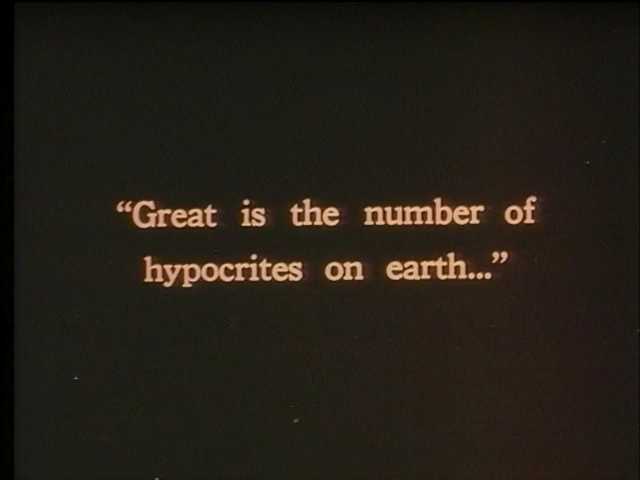 “Great is the number of
hypocrites on earth...”